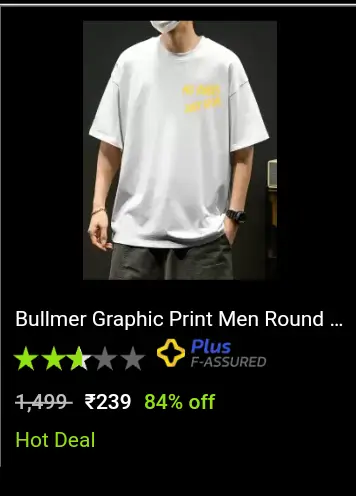 Bullmer Graphic Print Men Round ...
Plus
F-ASSURED
1,499 ₹239 84% off
Hot Deal